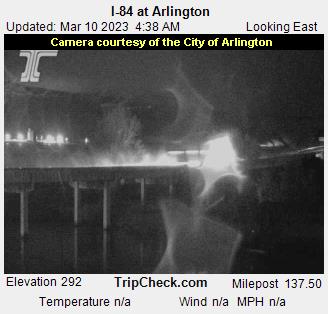 I-84 at Arlington
Updated: Mar 10 2023 4:38 AM Looking East
Camera courtesy of the City of Arlington
Elevation 292 TripCheck.com Milepost 137.50
Temperature n/a Wind n/a MPH n/a